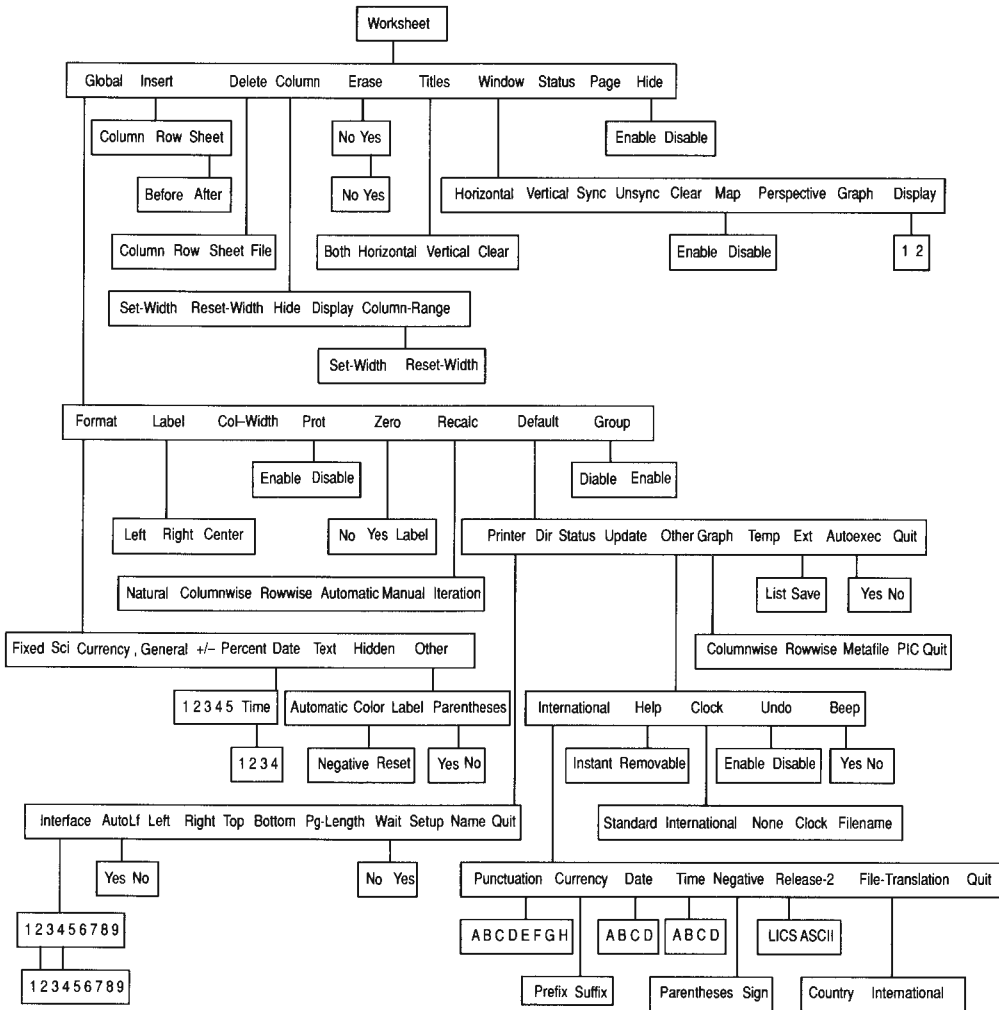 Worksheet
Global Insert Delete Column Erase Titles Window Status Page Hide
Column Row Sheet
No Yes
Enable Disable
Before After
No Yes
Horizontal Vertical Sync Unsync Clear Map Perspective Graph Display
Column Row Sheet File
Both Horizontal Vertical Clear
Enable Disable
1 2
Set-Width Reset-Width Hide Display Column-Range
Set-Width Reset-Width
Format Label Col–Width Prot Zero Recaic Default Group
Enable Disable
Diable Enable
Left Right Center
No Yes Label
Printer Dir Status Update Other Graph Temp Ext Autoexec Quit
Natural Columnwise Rowwise Automatic Manual Iteration
List Save
Yes No
Fixed Sci Currency , General +/– Percent Date Text Hidden Other
Columnwise Rowwise Metafile PIC Quit
1 2 3 4 5 Time
Automatic Color Label Parentheses
International Help Clock Undo Beep
1 2 3 4
Negative Reset
Yes No
Instant Removable
Enable Disable
Yes No
Interface AutoLf Left Right Top Bottom Pg-Length Wait Setup Name Quit
Standard International None Clock Filename
Yes No
No Yes
Punctuation Currency Date Time Negative Release-2 File-Translation Quit
1 2 3 4 5 6 7 8 9
A B C D E F G H
A B C D
A B C D
LICS ASCII
1 2 3 4 5 6 7 8 9
Prefix Suffix
Parentheses Sign
Country International